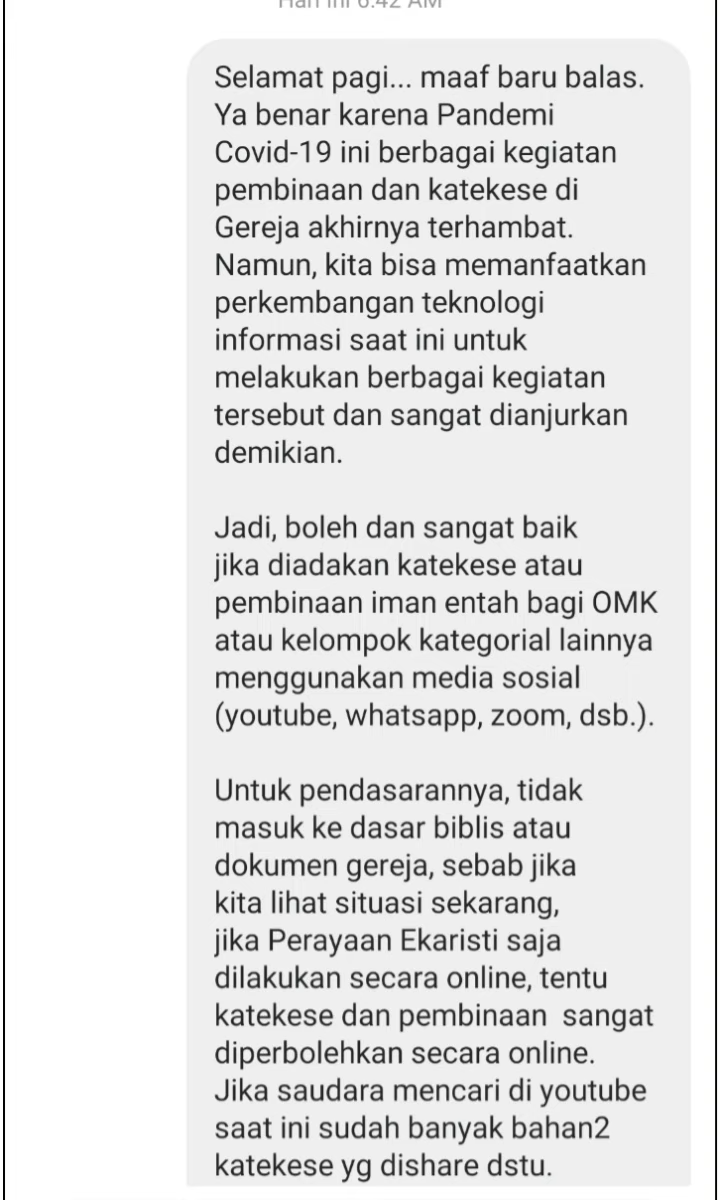 Hari ini 6.42 AM
Selamat pagi... maaf baru balas.
Ya benar karena Pandemi
Covid-19 ini berbagai kegiatan
pembinaan dan katekese di
Gereja akhirnya terhambat.
Namun, kita bisa memanfaatkan
perkembangan teknologi
informasi saat ini untuk
melakukan berbagai kegiatan
tersebut dan sangat dianjurkan
demikian.
Jadi, boleh dan sangat baik
jika diadakan katekese atau
pembinaan iman entah bagi OMK
atau kelompok kategorial lainnya
menggunakan media sosial
(youtube, whatsapp, zoom, dsb.).
Untuk pendasarannya, tidak
masuk ke dasar biblis atau
dokumen gereja, sebab jika
kita lihat situasi sekarang,
jika Perayaan Ekaristi saja
dilakukan secara online, tentu
katekese dan pembinaan  sangat
diperbolehkan secara online.
Jika saudara mencari di youtube
saat ini sudah banyak bahan2
katekese yg dishare dstu.